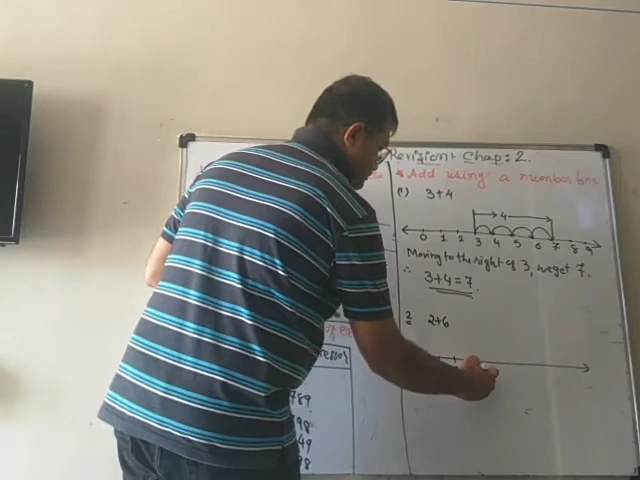 Revision: Chap: 2.
* Add using a number line
(1) 3+4
4
0 1 2 3 4 5 6 7 8 9
Moving to the right of 3, we get 7.
∴ 3+4=7
2 2+6
789
98
49
98